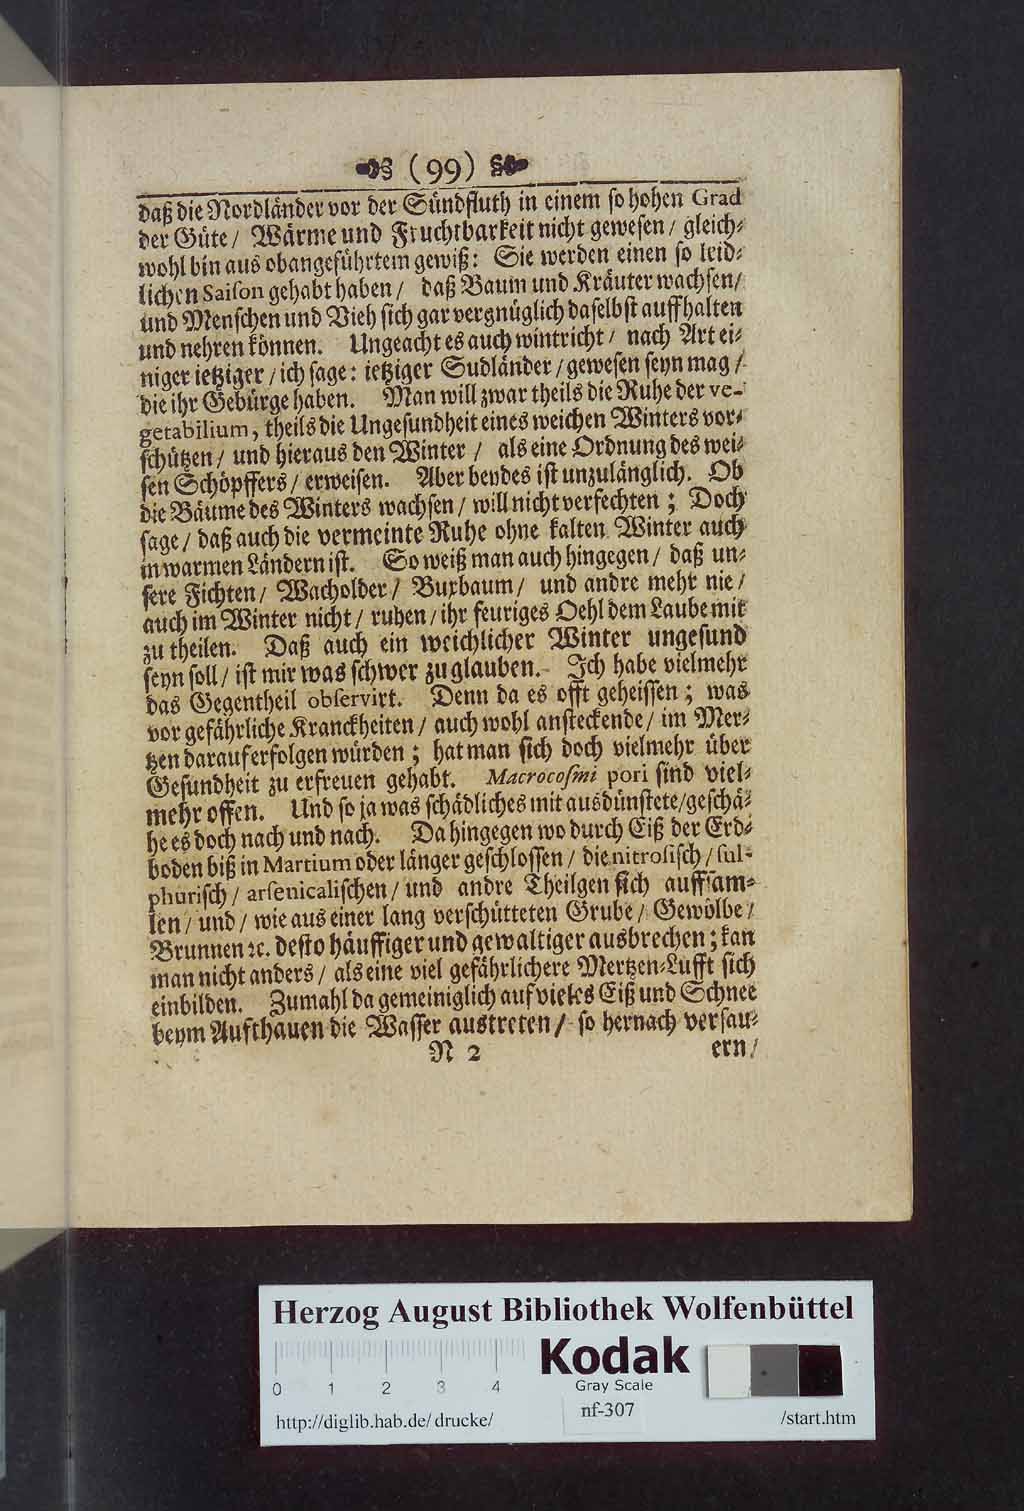 (99)
daß die Nordländer vor der Sündfluth in einem so hohen Grad
der Güte/ Wärme und Fruchtbarkeit nicht gewesen/ gleich⸗
wohl bin aus obangeführtem gewiß: Sie werden einen so leid⸗
lichen Saison gehabt haben/ daß Baum und Kräuter wachsen/
und Menschen und Vieh sich gar vergnüglich daselbst auffhalten
und nehren können. Ungeacht es auch wintricht/ nach Art ei⸗
niger ietziger/ ich sage: ietziger Sudländer/ gewesen seyn mag/
die ihr Gebürge haben. Man will zwar theils die Ruhe der ve-
getabilium, theils die Ungesundheit eines weichen Winters vor⸗
schützen/ und hieraus den Winter/ als eine Ordnung des wei⸗
sen Schöpffers/ erweisen. Aber beydes ist unzulänglich. Ob
die Bäume des Winters wachsen/ will nicht verfechten; Doch
sage/ daß auch die vermeinte Ruhe ohne kalten Winter auch
in warmen Ländern ist. So weiß man auch hingegen/ daß un⸗
sere Fichten/ Wacholder/ Buxbaum/ und andre mehr nie/
auch im Winter nicht/ ruhen/ ihr feuriges Oehl dem Laube mit
zu theilen. Daß auch ein weichlicher Winter ungesund
seyn soll/ ist mir was schwer zu glauben. Ich habe vielmehr
das Gegentheil observirt. Denn da es offt geheissen; was
vor gefährliche Kranckheiten/ auch wohl ansteckende/ im Mer⸗
tzen darauf erfolgen würden; hat man sich doch vielmehr über
Gesundheit zu erfreuen gehabt. Macrocosmi pori sind viel⸗
mehr offen. Und so ja was schädliches mit ausdünstete/ geschä⸗
he es doch nach und nach. Da hingegen wo durch Eiß der Erd⸗
boden biß in Martium oder länger geschlossen/ die nitrosisch/ sul-
phurisch/ arsenicalischen/ und andre Theilgen sich auffsam⸗
len/ und/ wie aus einer lang verschütteten Grube/ Gewölbe/
Brunnen ꝛc. desto häuffiger und gewaltiger ausbrechen; kan
man nicht anders/ als eine viel gefährlichere Mertzen⸗Lufft sich
einbilden. Zumahl da gemeiniglich auf vieles Eiß und Schnee
beym Aufthauen die Wasser austreten/ so hernach versau⸗
N 2 ern/
Herzog August Bibliothek Wolfenbüttel
0 1 2 3 4
Kodak
Gray Scale
http://diglib.hab.de/drucke/ nf-307 /start.htm